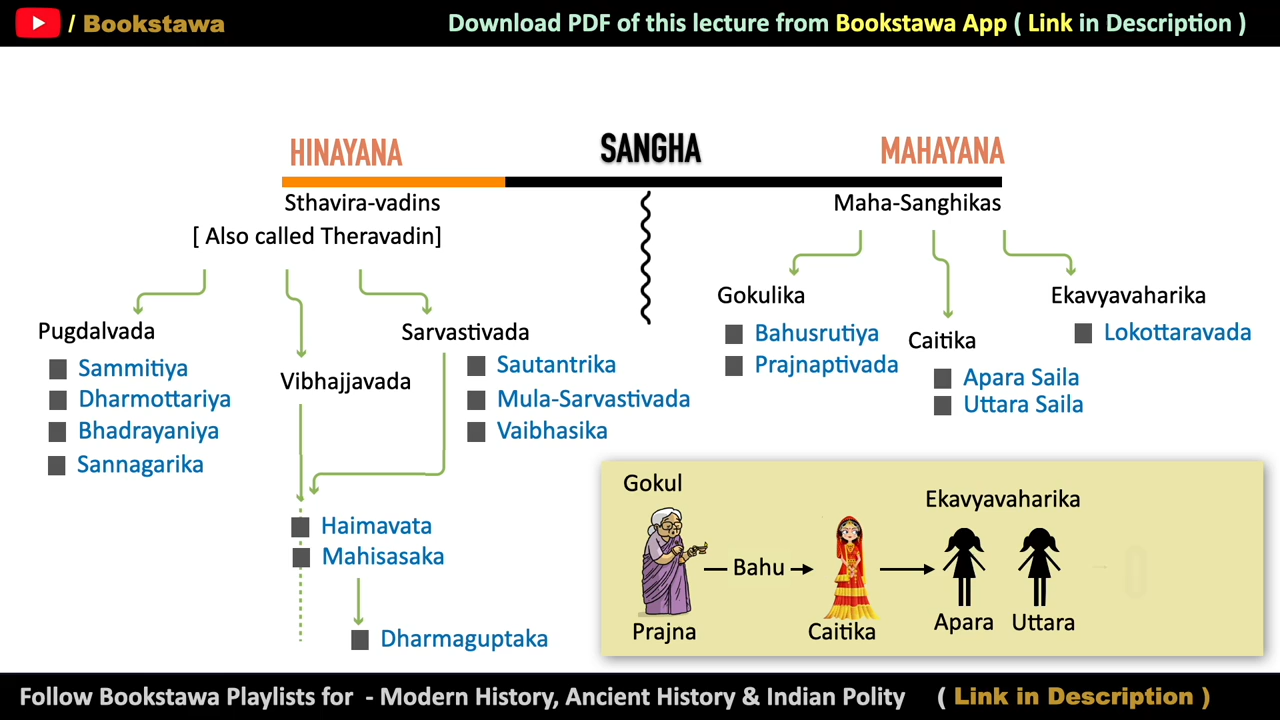 / Bookstawa
Download PDF of this lecture from Bookstawa App ( Link in Description )
HINAYANA
SANGHA
MAHAYANA
Sthavira-vadins
[ Also called Theravadin]
Maha-Sanghikas
Pugdalvada
Sammitiya
Dharmottariya
Bhadrayaniya
Sannagarika
Vibhajjavada
Sarvastivada
Sautantrika
Mula-Sarvastivada
Vaibhasika
Haimavata
Mahisasaka
Dharmaguptaka
Gokulika
Bahusrutiya
Prajnaptivada
Caitika
Apara Saila
Uttara Saila
Ekavyavaharika
Lokottaravada
Gokul
Prajna
Bahu
Caitika
Ekavyavaharika
Apara
Uttara
Follow Bookstawa Playlists for - Modern History, Ancient History & Indian Polity ( Link in Description )